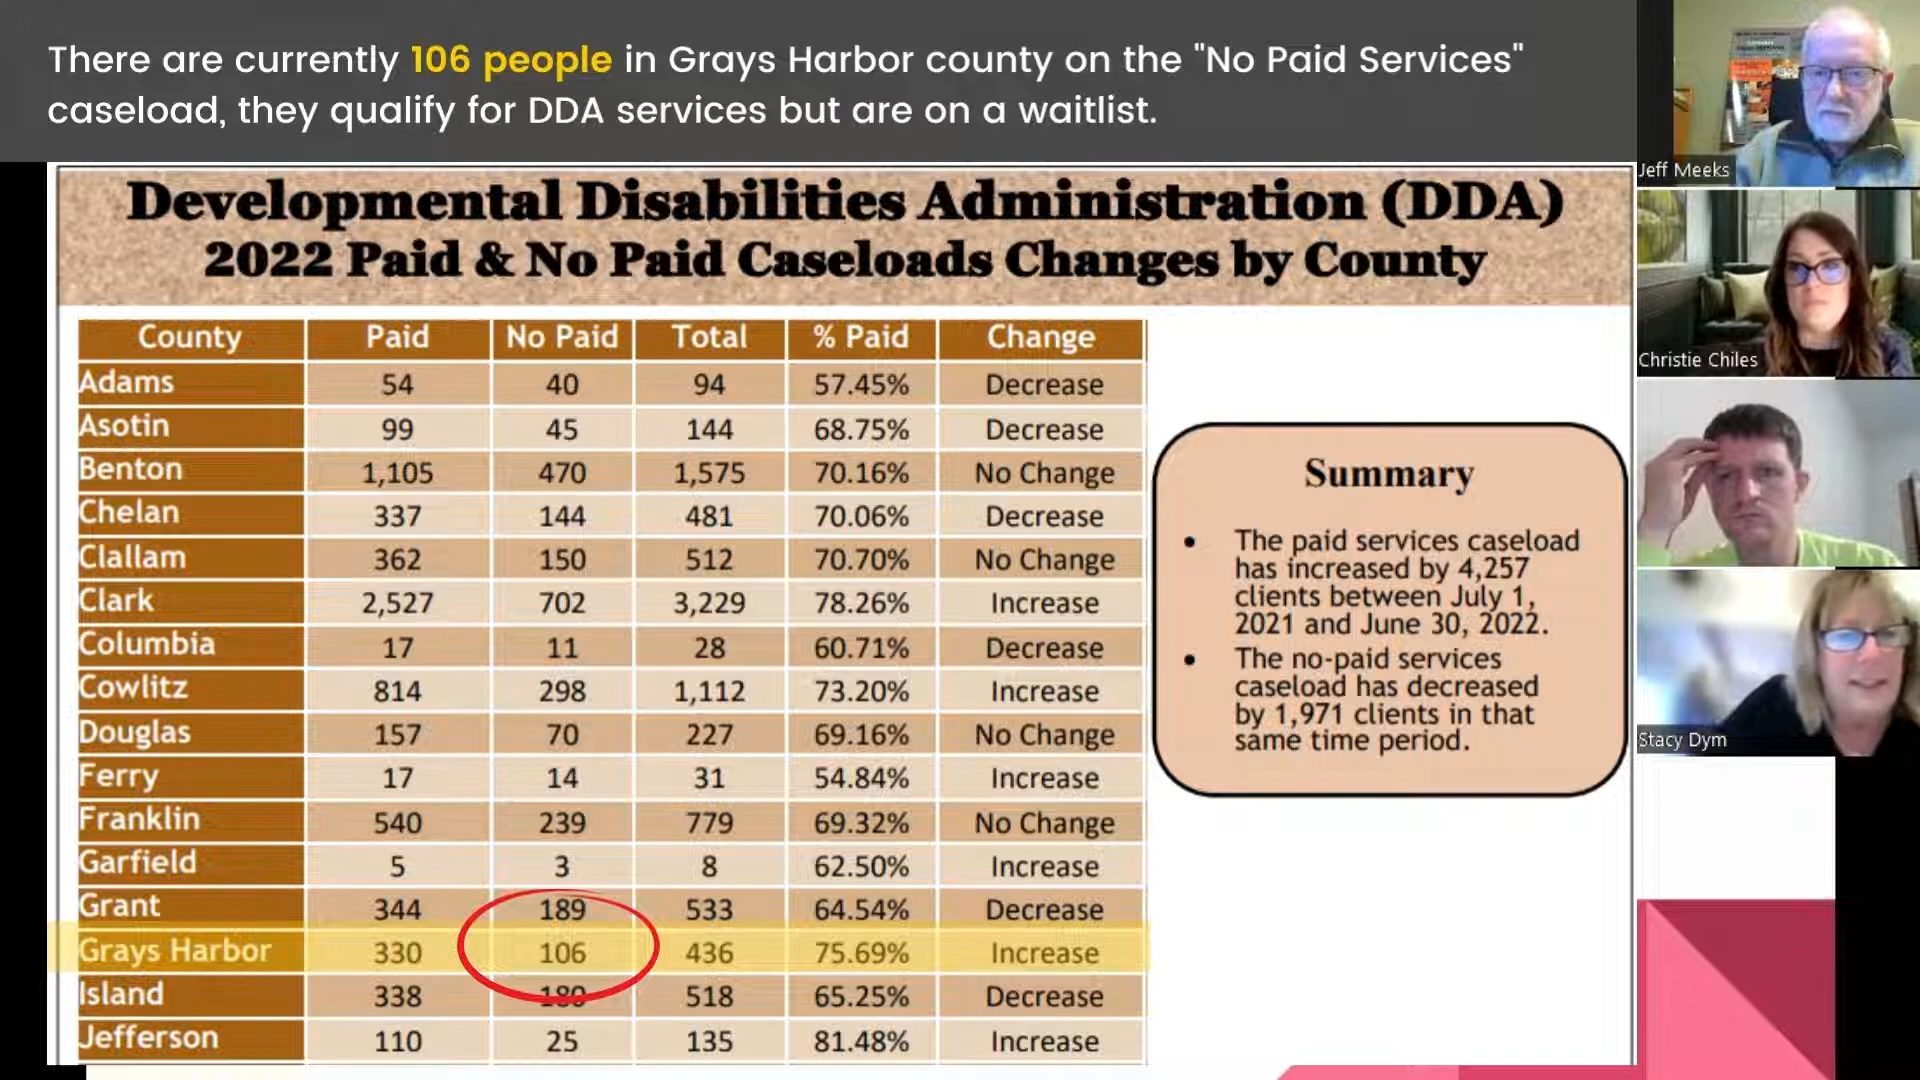 There are currently 106 people in Grays Harbor county on the "No Paid Services"
caseload, they qualify for DDA services but are on a waitlist.
Developmental Disabilities Administration (DDA)
2022 Paid & No Paid Caseloads Changes by County
County Paid No Paid Total % Paid Change
Adams 54 40 94 57.45% Decrease
Asotin 99 45 144 68.75% Decrease
Benton 1,105 470 1,575 70.16% No Change
Chelan 337 144 481 70.06% Decrease
Clallam 362 150 512 70.70% No Change
Clark 2,527 702 3,229 78.26% Increase
Columbia 17 11 28 60.71% Decrease
Cowlitz 814 298 1,112 73.20% Increase
Douglas 157 70 227 69.16% No Change
Ferry 17 14 31 54.84% Increase
Franklin 540 239 779 69.32% No Change
Garfield 5 3 8 62.50% Increase
Grant 344 189 533 64.54% Decrease
Grays Harbor 330 106 436 75.69% Increase
Island 338 180 518 65.25% Decrease
Jefferson 110 25 135 81.48% Increase
Summary
• The paid services caseload
has increased by 4,257
clients between July 1,
2021 and June 30, 2022.
• The no-paid services
caseload has decreased
by 1,971 clients in that
same time period.
Jeff Meeks
Christie Chiles
Stacy Dym